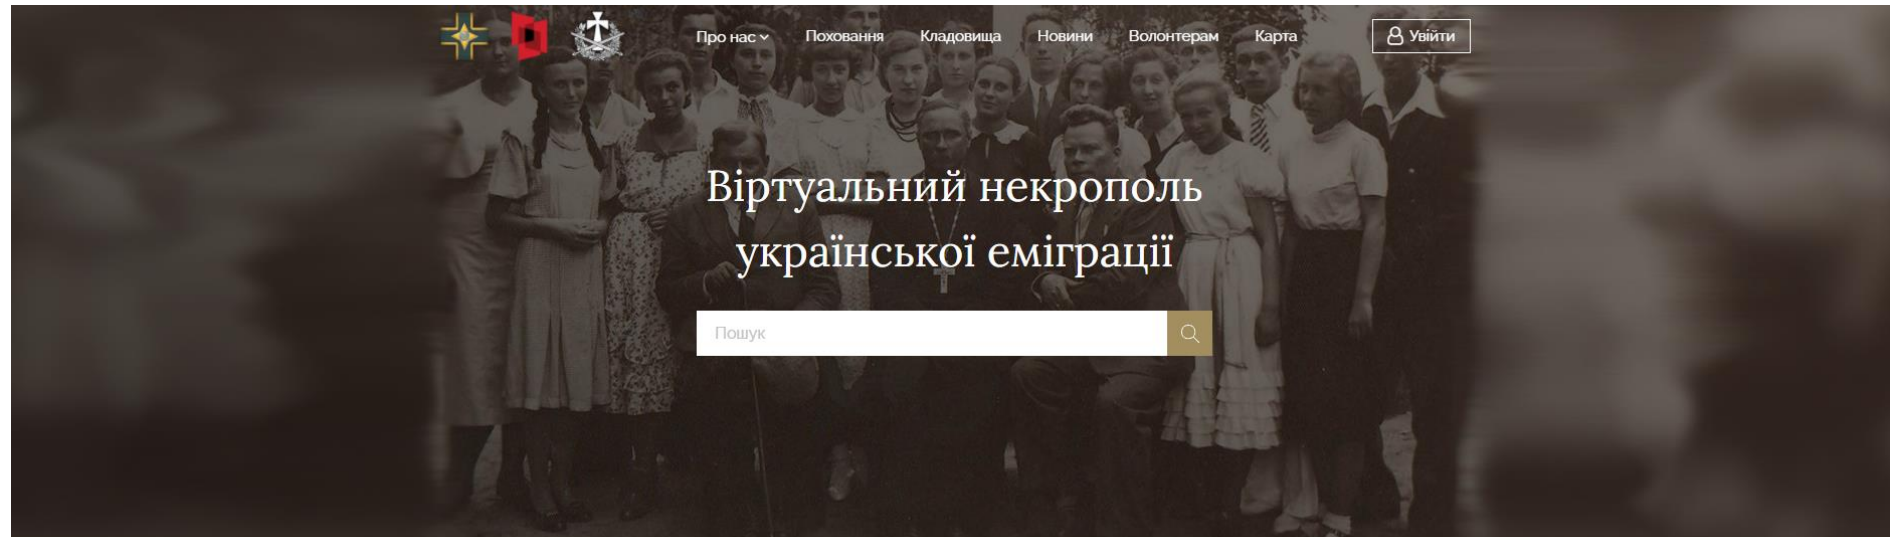 Про нас
Поховання
Кладовища
Новини
Волонтерам
Карта
Увійти
Віртуальний некрополь
української еміграції
Пошук